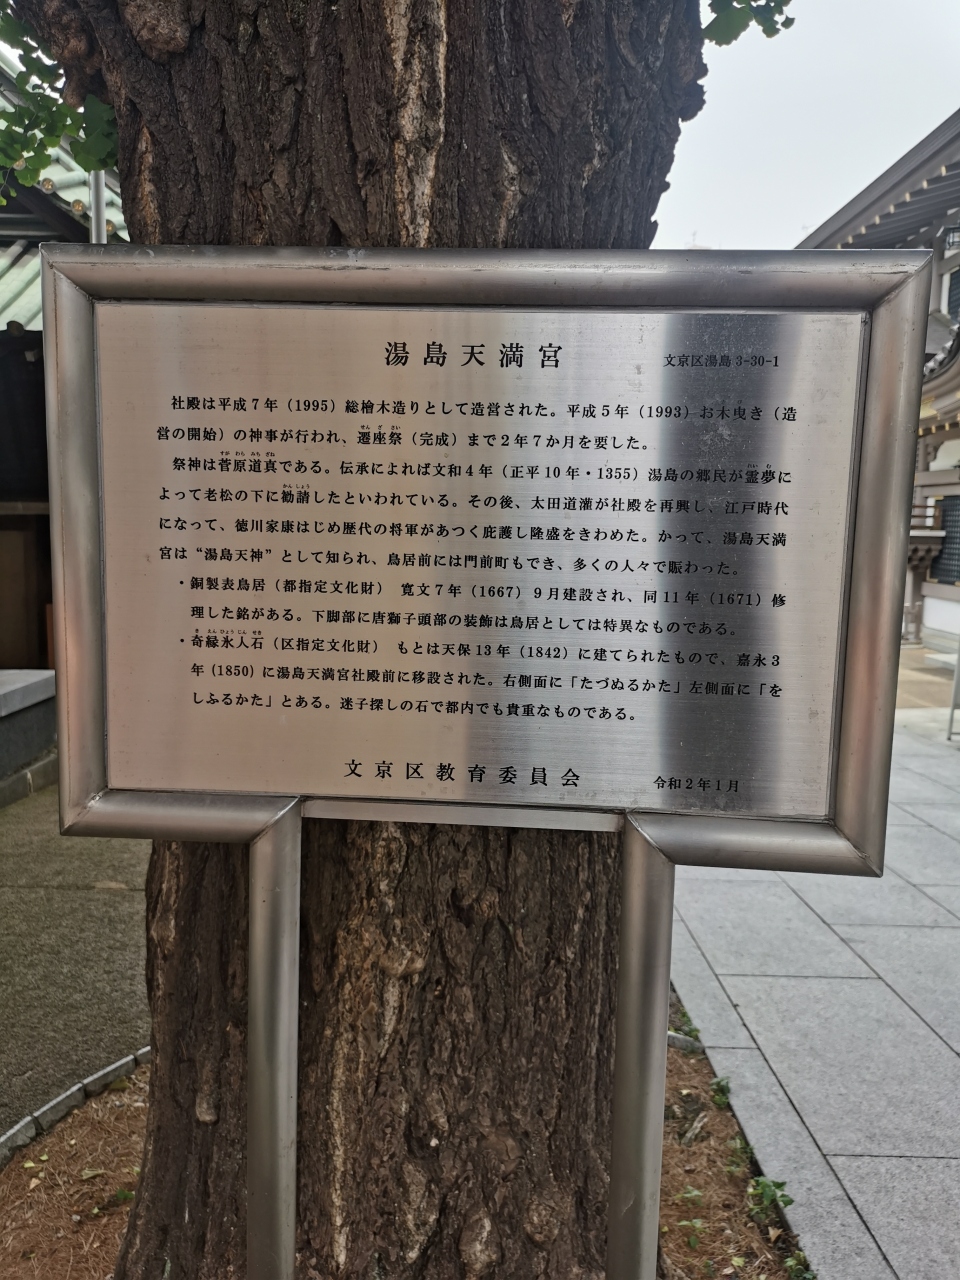 湯島天満宮
文京区湯島 3-30-1
社殿は平成7年（1995）総檜木造りとして造営された。平成5年（1993）お木曳き（造
営の開始）の神事が行われ、遷座祭（完成）まで2年7か月を要した。
祭神は菅原道真である。伝承によれば文和4年（正平10年・1355）湯島の郷民が霊夢に
よって老松の下に勧請したといわれている。その後、太田道灌が社殿を再興し、江戸時代
になって、徳川家康はじめ歴代の将軍があつく庇護し隆盛をきわめた。かって、湯島天満
宮は“湯島天神”として知られ、鳥居前には門前町もでき、多くの人々で賑わった。
・銅製表鳥居（都指定文化財） 寛文7年（1667）9月建設され、同11年（1671）修
理した銘がある。下脚部に唐獅子頭部の装飾は鳥居としては特異なものである。
・奇縁氷人石（区指定文化財） もとは天保13年（1842）に建てられたもので、嘉永3
年（1850）に湯島天満宮社殿前に移設された。右側面に「たづぬるかた」左側面に「を
しふるかた」とある。迷子探しの石で都内でも貴重なものである。
文京区教育委員会
令和2年1月